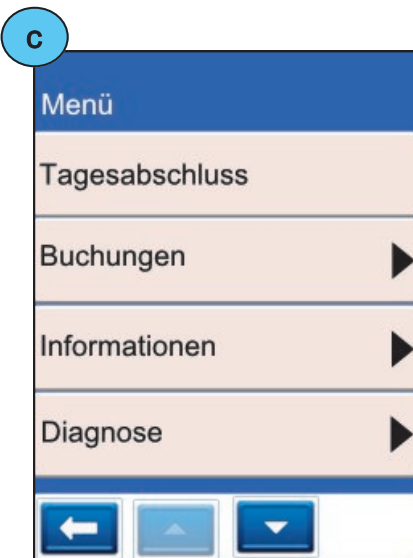 C
Menü
Tagesabschluss
Buchungen
Informationen
Diagnose